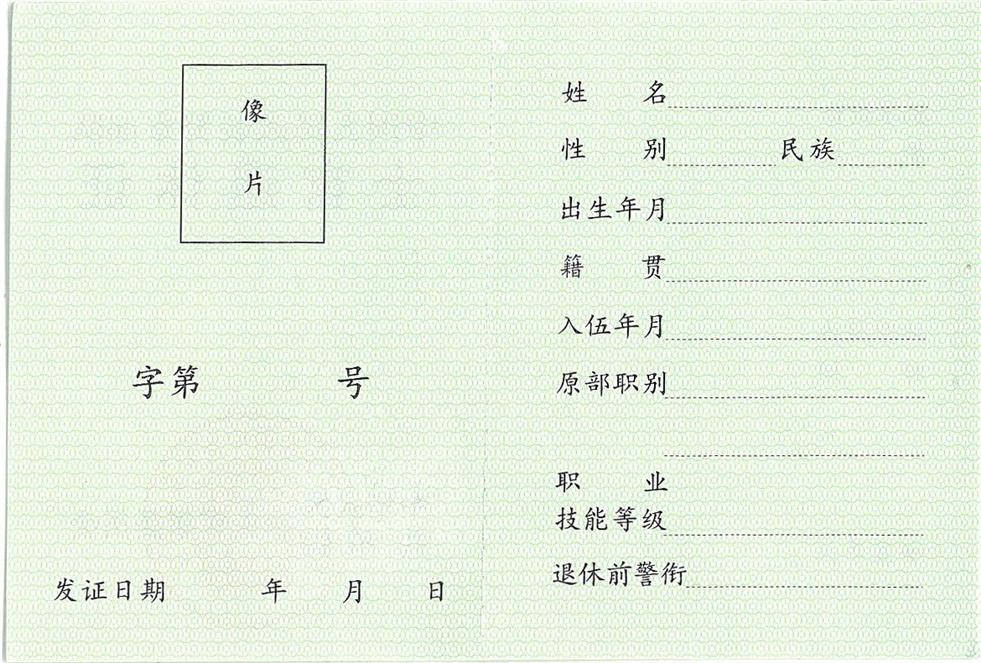 像
片
字第 号
发证日期 年 月 日
姓 名
性 别 民族
出生年月
籍 贯
入伍年月
原部职别
职 业
技能等级
退休前警衔